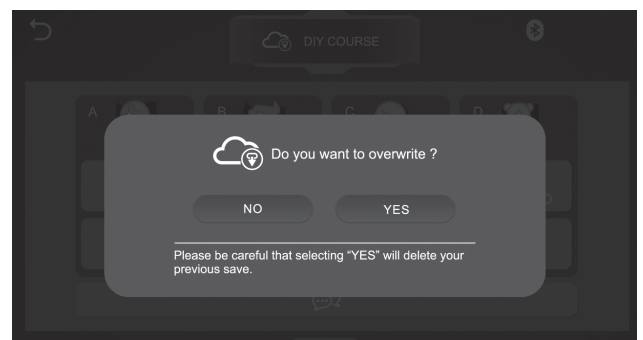 DIY COURSE
A B C D
Do you want to overwrite ?
NO YES
Please be careful that selecting “YES” will delete your
previous save.